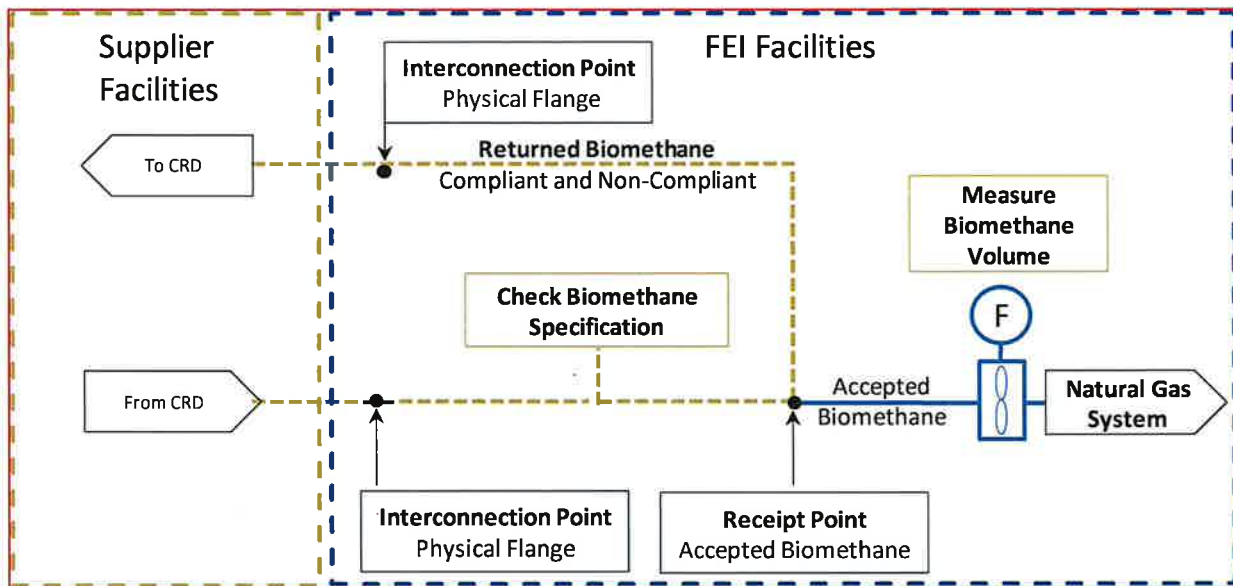 Supplier
Facilities
FEI Facilities
Interconnection Point
Physical Flange
To CRD
Returned Biomethane
Compliant and Non-Compliant
Measure
Biomethane
Volume
Check Biomethane
Specification
F
From CRD
Accepted
Biomethane
Natural Gas
System
Interconnection Point
Physical Flange
Receipt Point
Accepted Biomethane